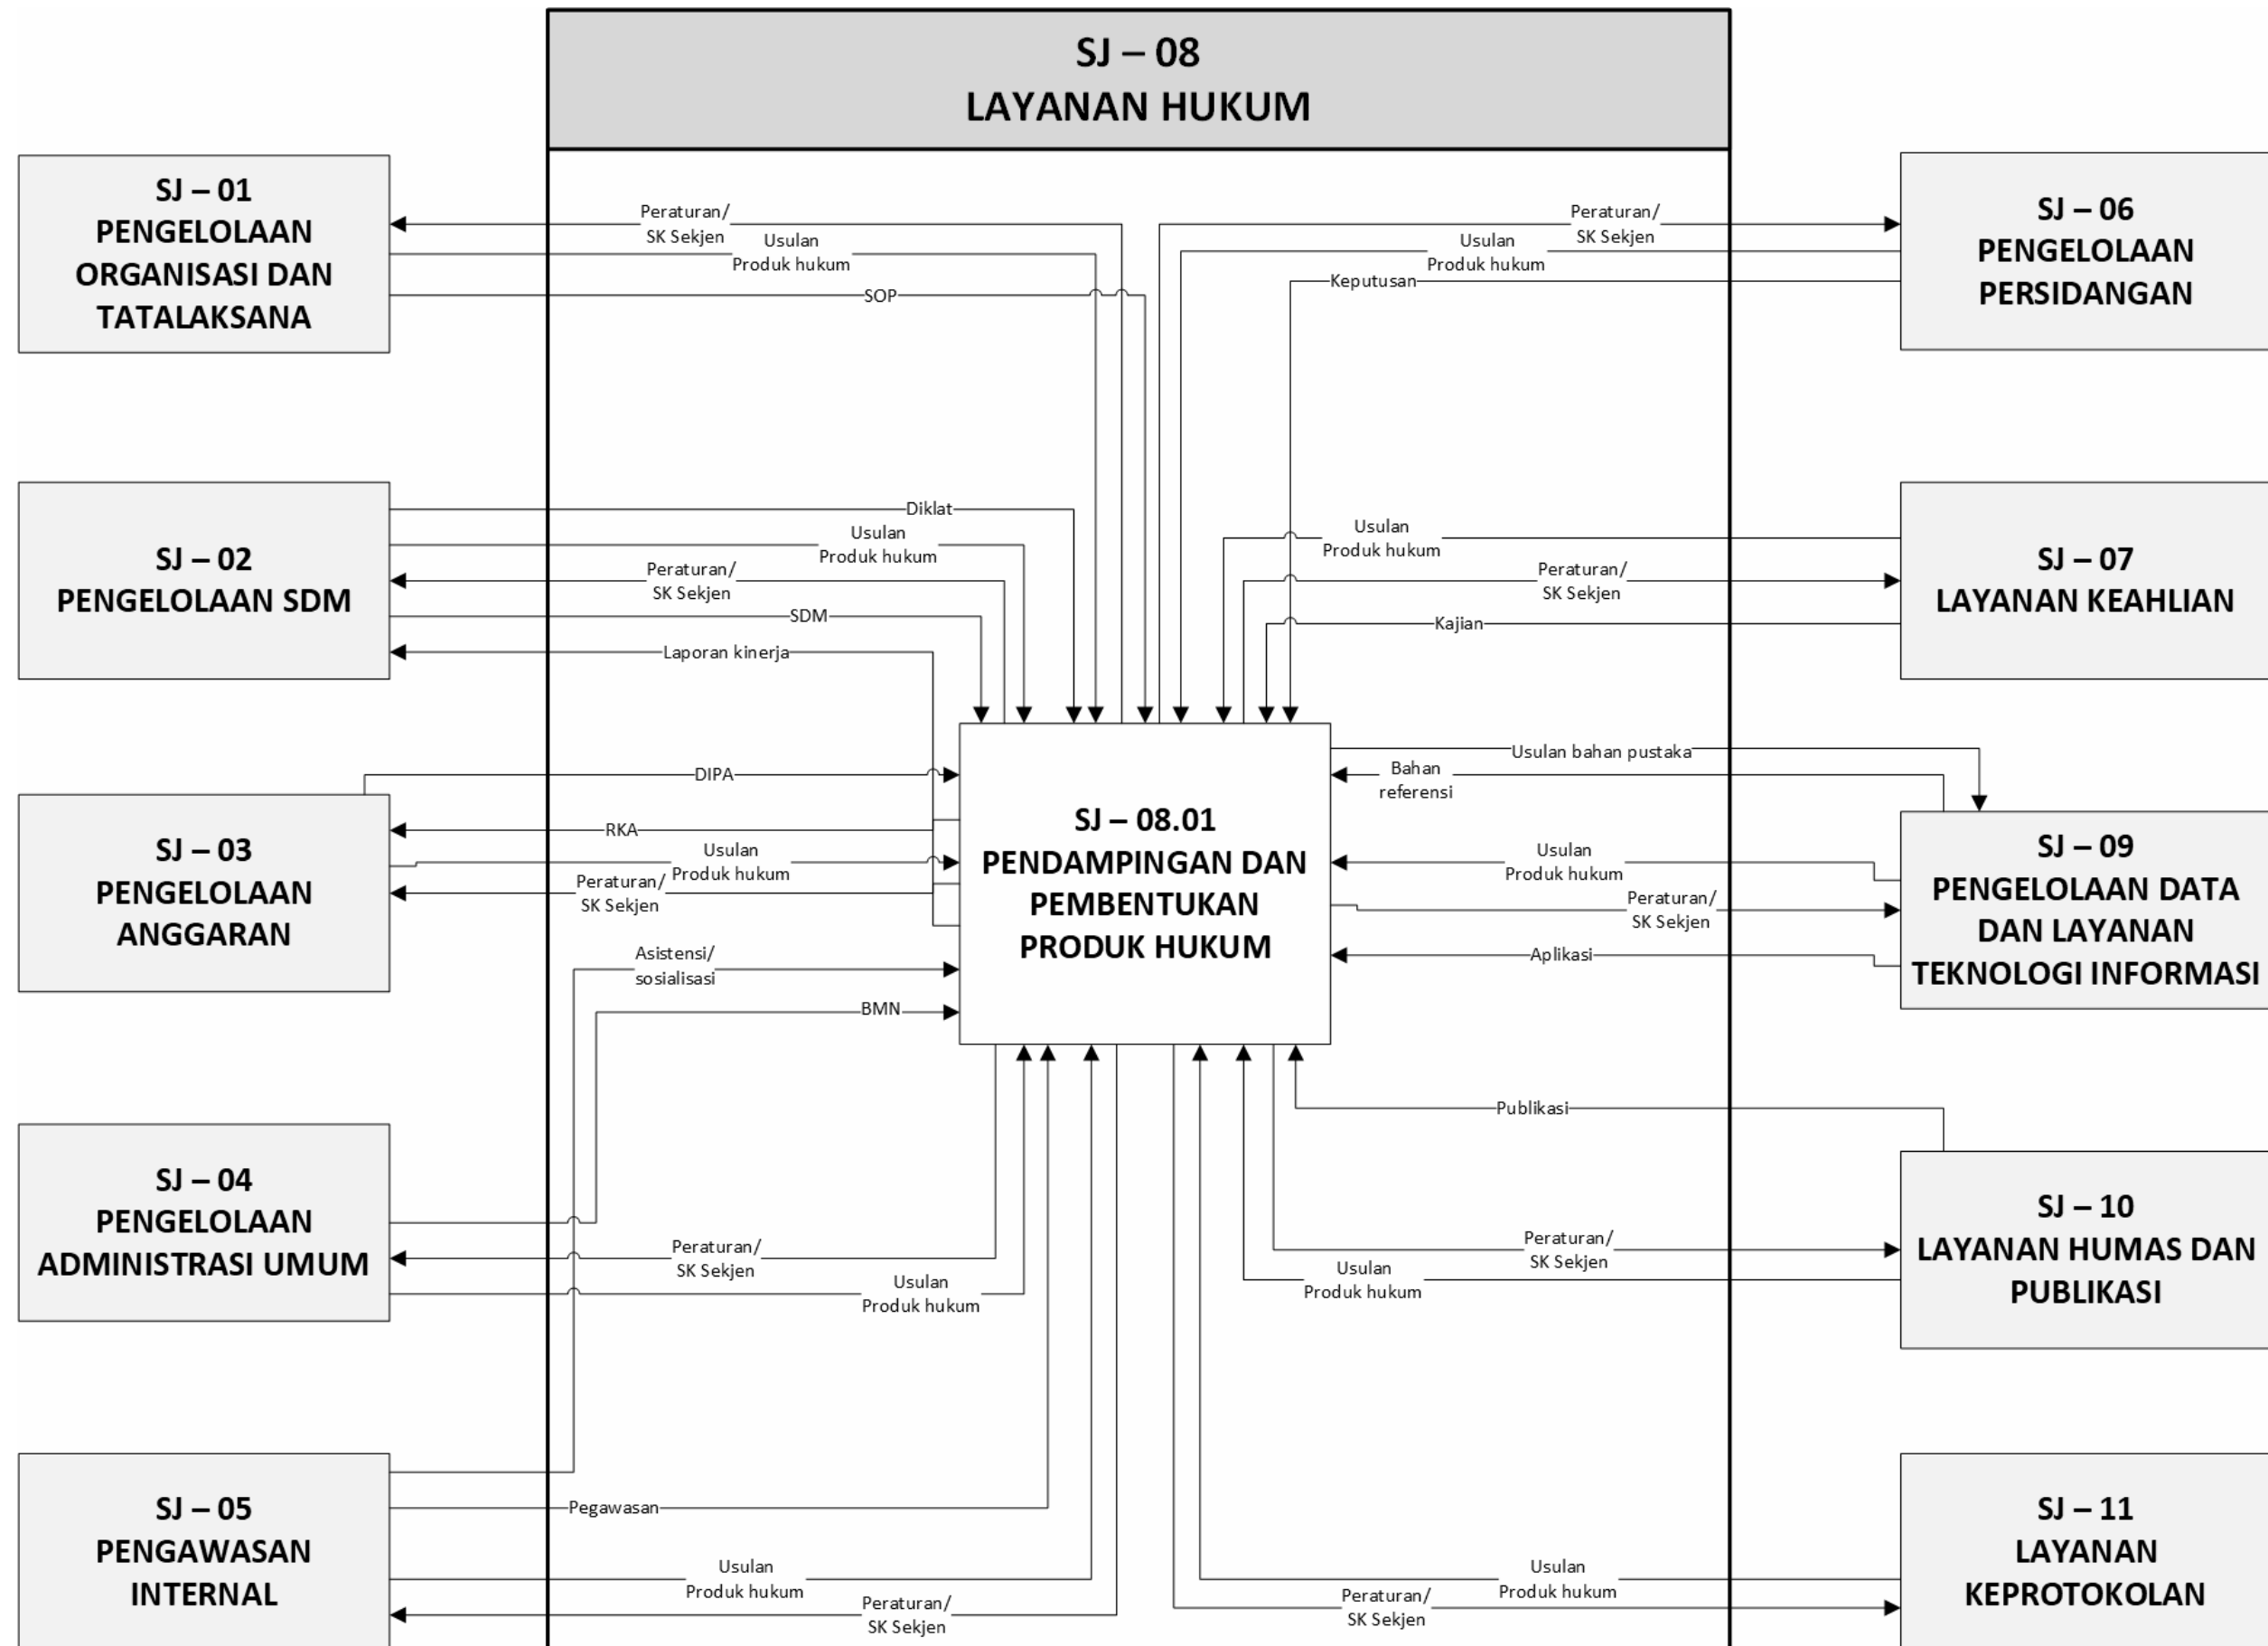 SJ – 08
LAYANAN HUKUM
SJ – 01
PENGELOLAAN
ORGANISASI DAN
TATALAKSANA
Peraturan/
SK Sekjen
Usulan
Produk hukum
SOP
Peraturan/
SK Sekjen
Usulan
Produk hukum
Keputusan
SJ – 06
PENGELOLAAN
PERSIDANGAN
SJ – 02
PENGELOLAAN SDM
Diklat
Usulan
Produk hukum
Peraturan/
SK Sekjen
SDM
Laporan kinerja
Usulan
Produk hukum
Peraturan/
SK Sekjen
Kajian
SJ – 07
LAYANAN KEAHLIAN
SJ – 03
PENGELOLAAN
ANGGARAN
DIPA
RKA
Usulan
Produk hukum
Peraturan/
SK Sekjen
Asistensi/
sosialisasi
BMN
SJ – 08.01
PENDAMPINGAN DAN
PEMBENTUKAN
PRODUK HUKUM
Usulan bahan pustaka
Bahan
referensi
Usulan
Produk hukum
Peraturan/
SK Sekjen
Aplikasi
SJ – 09
PENGELOLAAN DATA
DAN LAYANAN
TEKNOLOGI INFORMASI
SJ – 04
PENGELOLAAN
ADMINISTRASI UMUM
Peraturan/
SK Sekjen
Usulan
Produk hukum
Publikasi
Peraturan/
SK Sekjen
Usulan
Produk hukum
SJ – 10
LAYANAN HUMAS DAN
PUBLIKASI
SJ – 05
PENGAWASAN
INTERNAL
Pegawasan
Usulan
Produk hukum
Peraturan/
SK Sekjen
Usulan
Produk hukum
Peraturan/
SK Sekjen
SJ – 11
LAYANAN
KEPROTOKOLAN